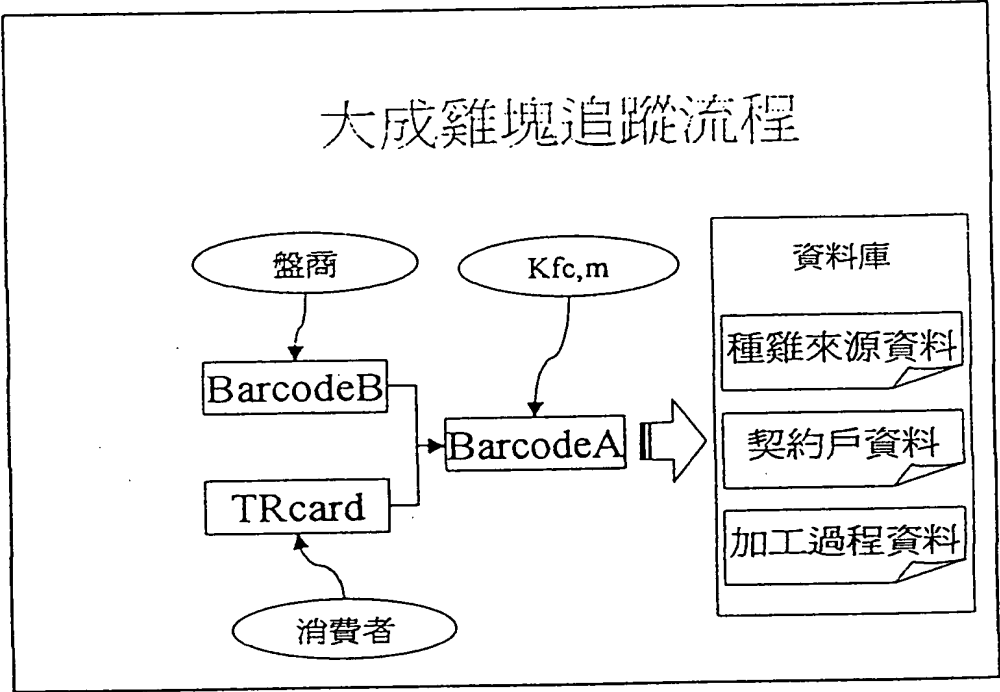 大成雞塊追蹤流程
盤商
Kfc,m
資料庫
種雞來源資料
BarcodeB
BarcodeA
契約戶資料
TRcard
加工過程資料
消費者